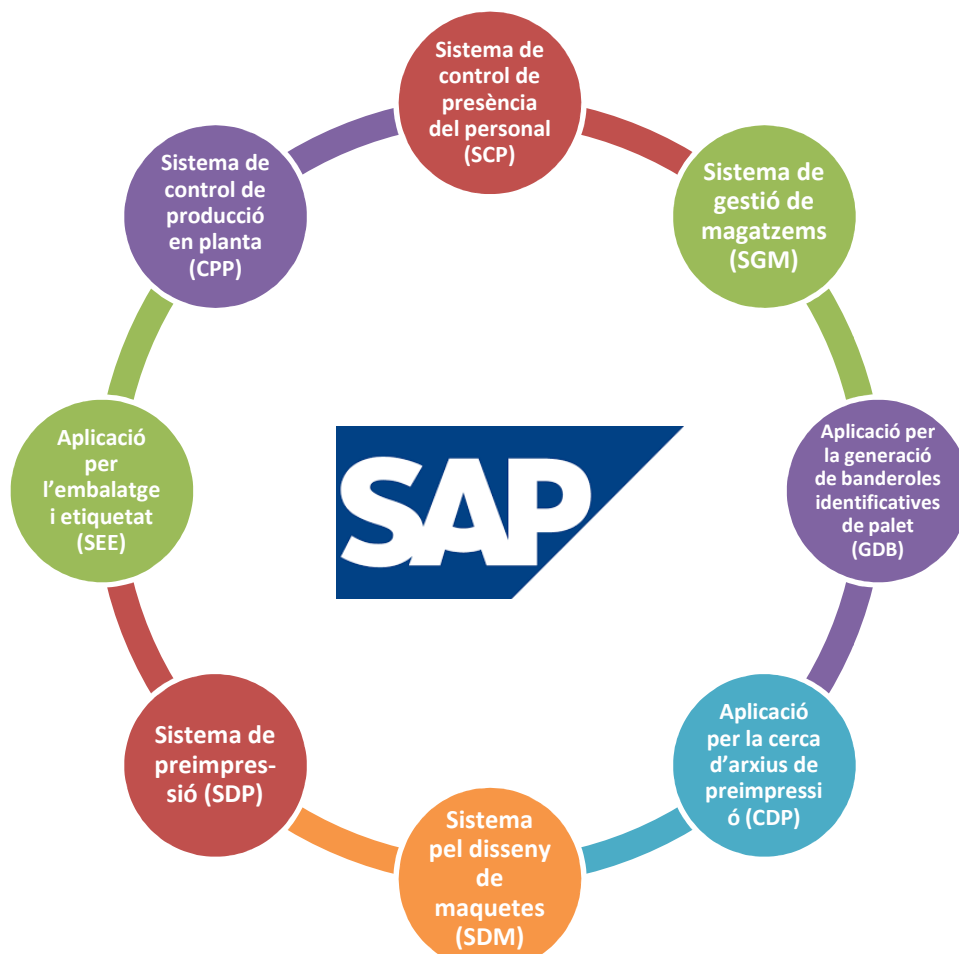 Sistema de
control de
presència
del personal
(SCP)
Sistema de
gestió de
magatzems
(SGM)
Aplicació per
la generació
de banderoles
identificatives
de palet
(GDB)
Aplicació
per la cerca
d'arxius de
preimpressi
ó (CDP)
Sistema
pel disseny
de
maquetes
(SDM)
Sistema de
preimpres-
sió (SDP)
Aplicació
per
l'embalatge
i etiquetat
(SEE)
Sistema de
control de
producció
en planta
(CPP)
SAP